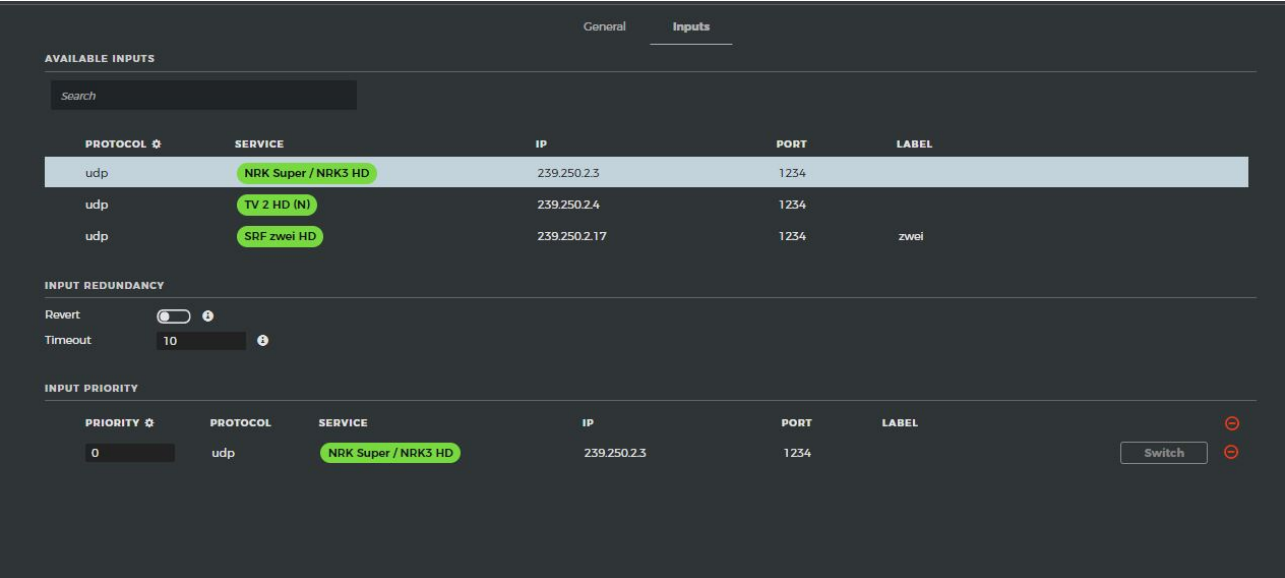 General Inputs
AVAILABLE INPUTS
Search
PROTOCOL SERVICE IP PORT LABEL
udp NRK Super / NRK3 HD 239.250.2.3 1234
udp TV 2 HD (N) 239.250.2.4 1234
udp SRF zwei HD 239.250.2.17 1234 zwei
INPUT REDUNDANCY
Revert
Timeout 10
INPUT PRIORITY
PRIORITY PROTOCOL SERVICE IP PORT LABEL
0 udp NRK Super / NRK3 HD 239.250.2.3 1234 Switch